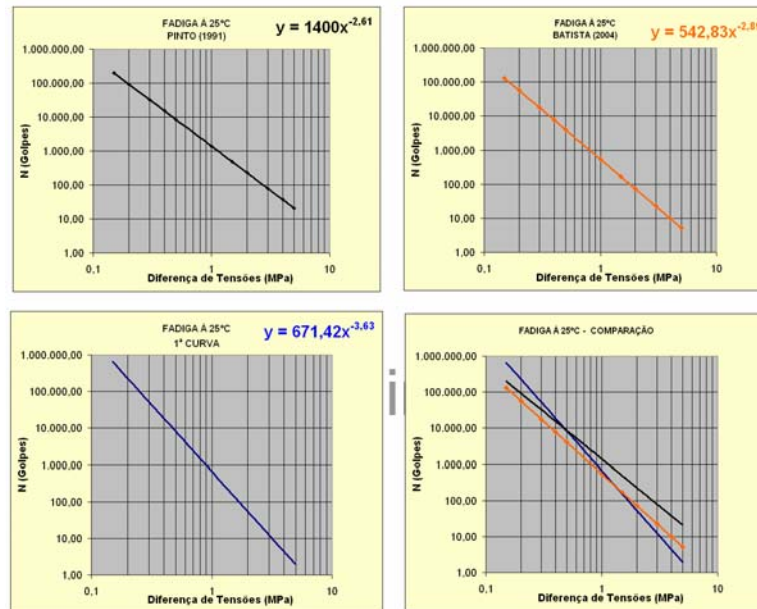 FADIGA À 25ºC
PINTO (1991)
y = 1400x-2,61
1.000.000,00
100.000,00
10.000,00
1.000,00
100,00
10,00
1,00
0,1 1 10
N (Golpes)
Diferença de Tensões (MPa)
FADIGA À 25ºC
BATISTA (2004)
y = 542,83x-2,89
1.000.000,00
100.000,00
10.000,00
1.000,00
100,00
10,00
1,00
0,1 1 10
N (Golpes)
Diferença de Tensões (MPa)
FADIGA À 25ºC
1ª CURVA
y = 671,42x-3,63
1.000.000,00
100.000,00
10.000,00
1.000,00
100,00
10,00
1,00
0,1 1 10
N (Golpes)
Diferença de Tensões (MPa)
FADIGA À 25ºC - COMPARAÇÃO
1.000.000,00
100.000,00
10.000,00
1.000,00
100,00
10,00
1,00
0,1 1 10
N (Golpes)
Diferença de Tensões (MPa)